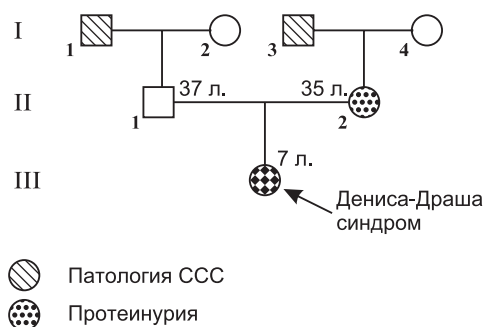 I
1 2 3 4
37 л. 35 л.
II
1 2
7 л.
III
Дениса-Драша
синдром
Патология ССС
Протеинурия